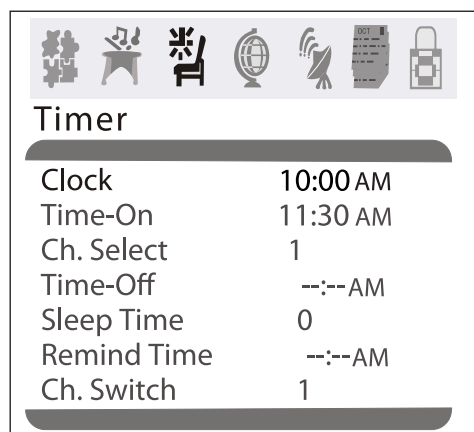 OCT
Timer
Clock 10:00 AM
Time-On 11:30 AM
Ch. Select 1
Time-Off --:-- AM
Sleep Time 0
Remind Time --:-- AM
Ch. Switch 1